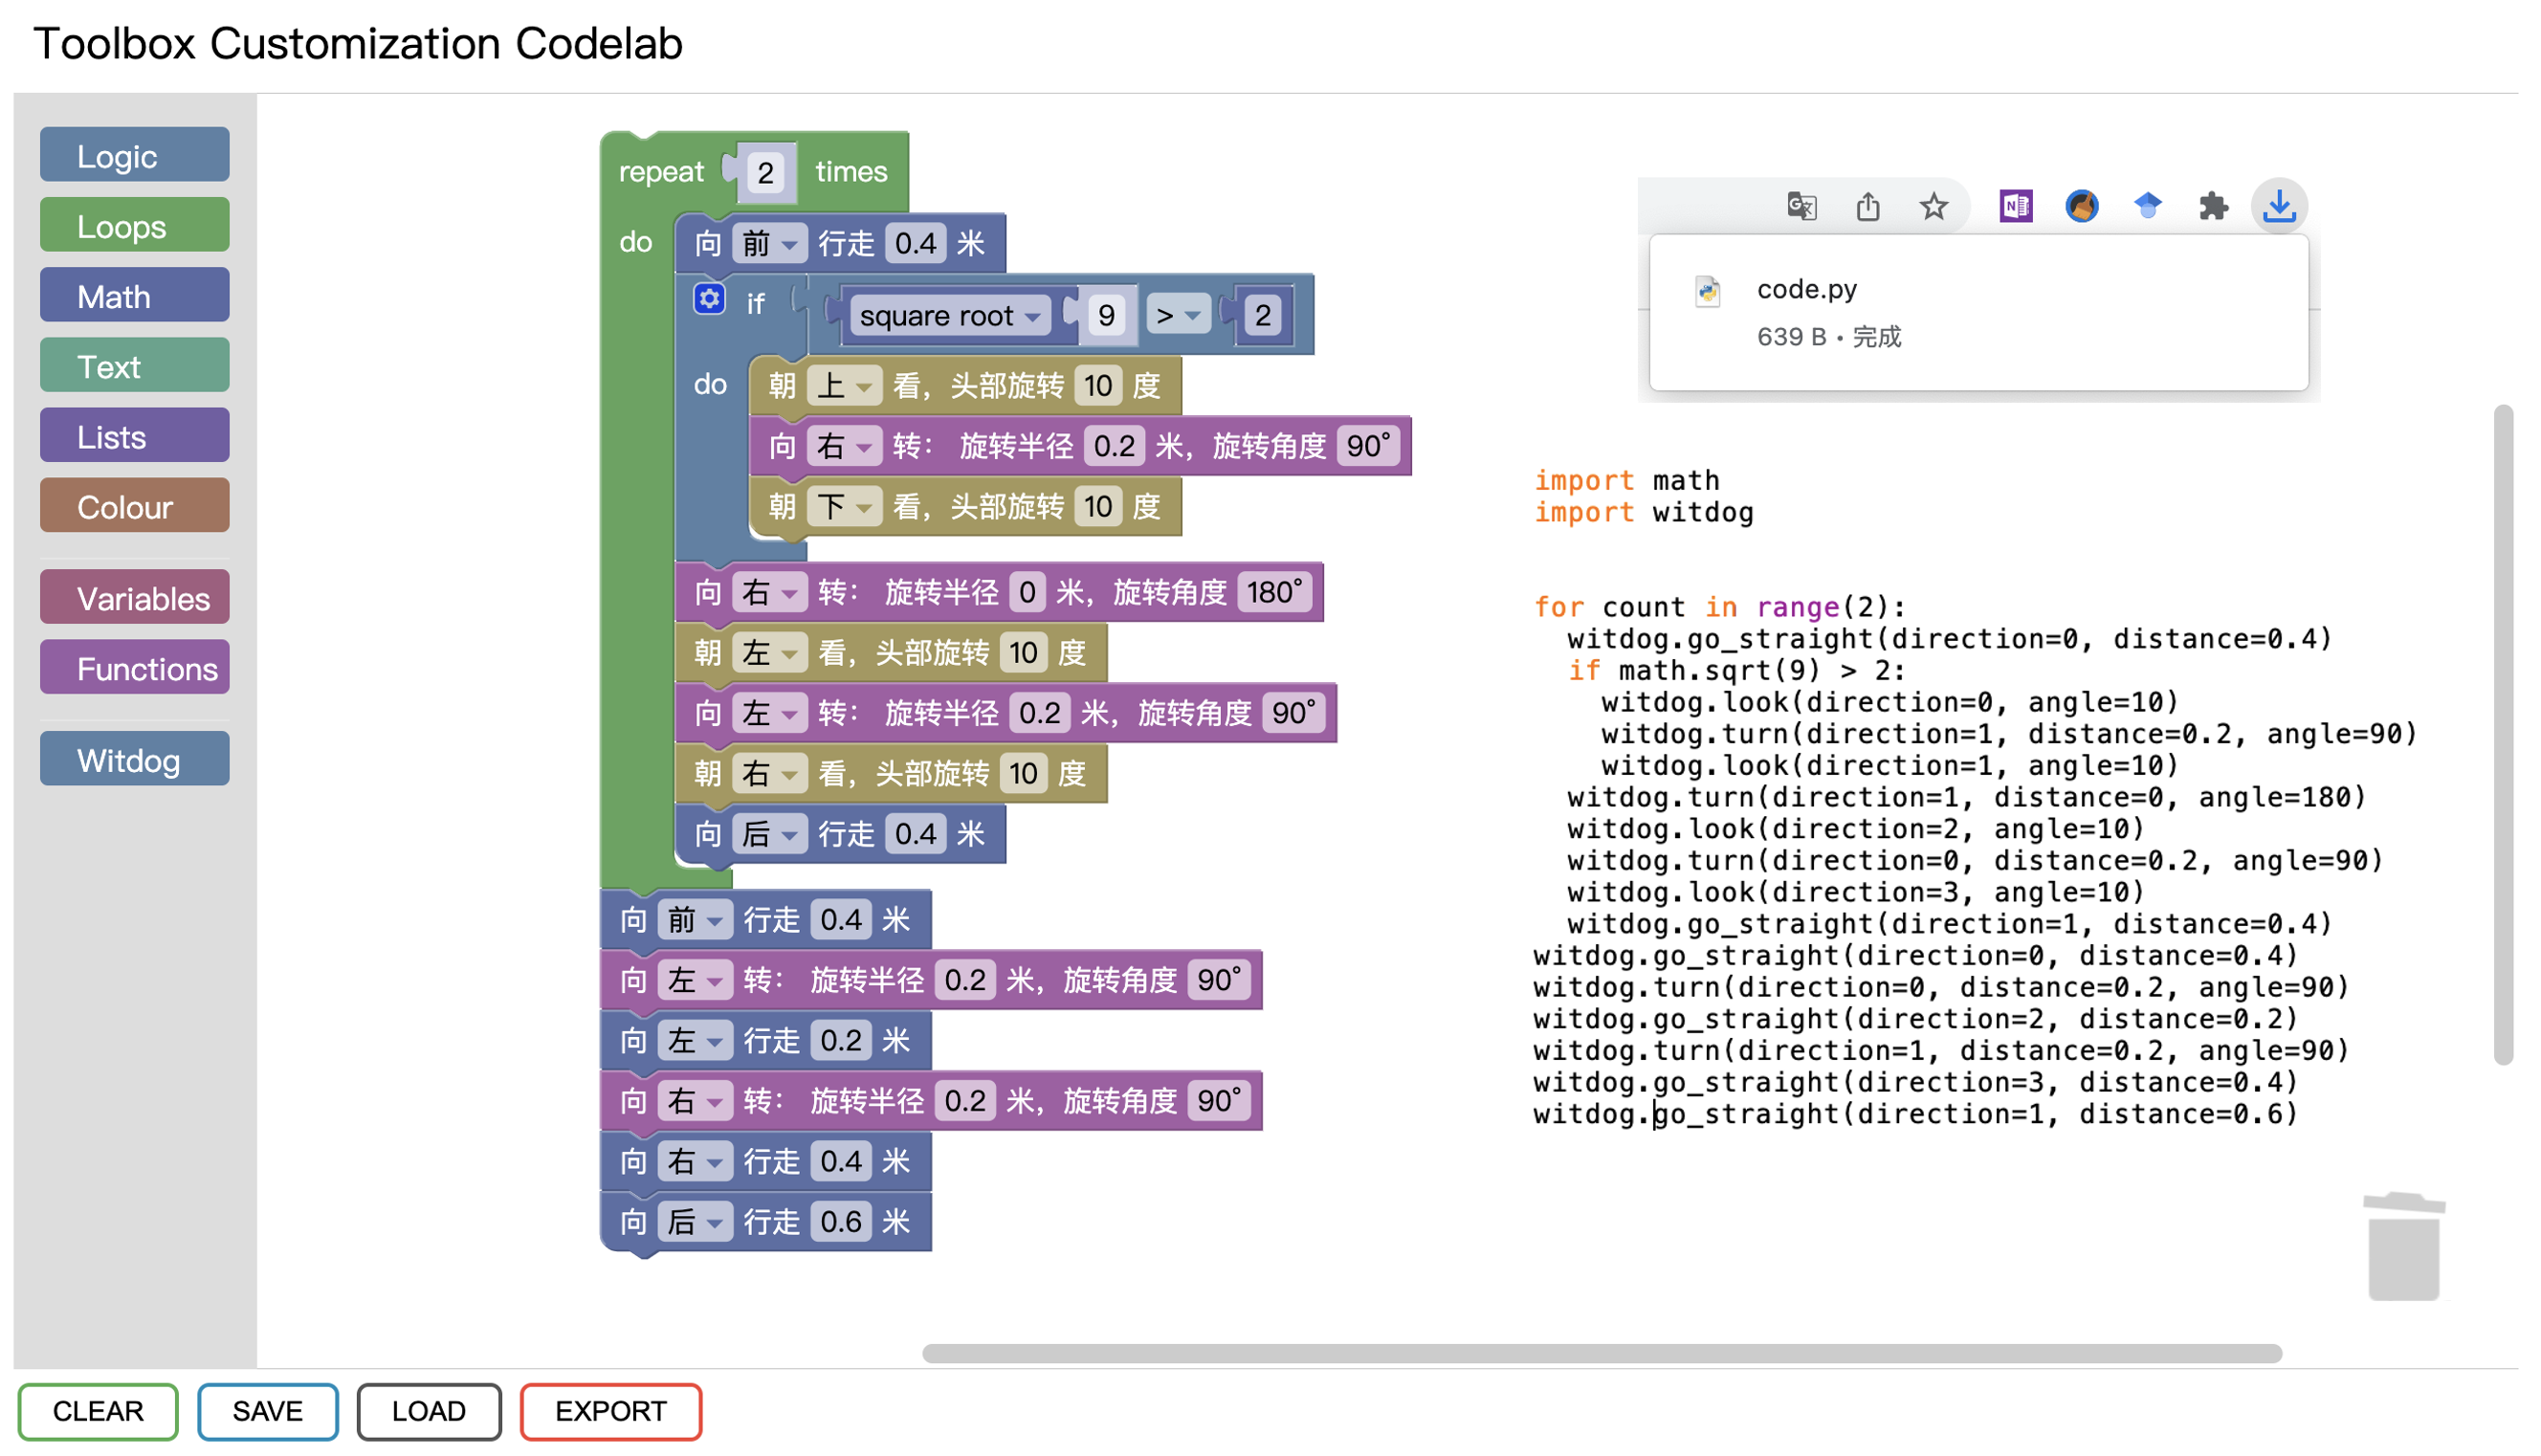 Toolbox Customization Codelab
Logic
Loops
Math
Text
Lists
Colour
Variables
Functions
Witdog
repeat 2 times
do 向 前 行走 0.4 米
if square root 9 > 2
do 朝 上 看，头部旋转 10 度
向 右 转： 旋转半径 0.2 米，旋转角度 90°
朝 下 看，头部旋转 10 度
向 右 转： 旋转半径 0 米，旋转角度 180°
朝 左 看，头部旋转 10 度
向 左 转： 旋转半径 0.2 米，旋转角度 90°
朝 右 看，头部旋转 10 度
向 后 行走 0.4 米
向 前 行走 0.4 米
向 左 转： 旋转半径 0.2 米，旋转角度 90°
向 左 行走 0.2 米
向 右 转： 旋转半径 0.2 米，旋转角度 90°
向 右 行走 0.4 米
向 后 行走 0.6 米
code.py
639 B • 完成
import math
import witdog
for count in range(2):
  witdog.go_straight(direction=0, distance=0.4)
  if math.sqrt(9) > 2:
    witdog.look(direction=0, angle=10)
    witdog.turn(direction=1, distance=0.2, angle=90)
    witdog.look(direction=1, angle=10)
  witdog.turn(direction=1, distance=0, angle=180)
  witdog.look(direction=2, angle=10)
  witdog.turn(direction=0, distance=0.2, angle=90)
  witdog.look(direction=3, angle=10)
  witdog.go_straight(direction=1, distance=0.4)
witdog.go_straight(direction=0, distance=0.4)
witdog.turn(direction=0, distance=0.2, angle=90)
witdog.go_straight(direction=2, distance=0.2)
witdog.turn(direction=1, distance=0.2, angle=90)
witdog.go_straight(direction=3, distance=0.4)
witdog.go_straight(direction=1, distance=0.6)
CLEAR
SAVE
LOAD
EXPORT